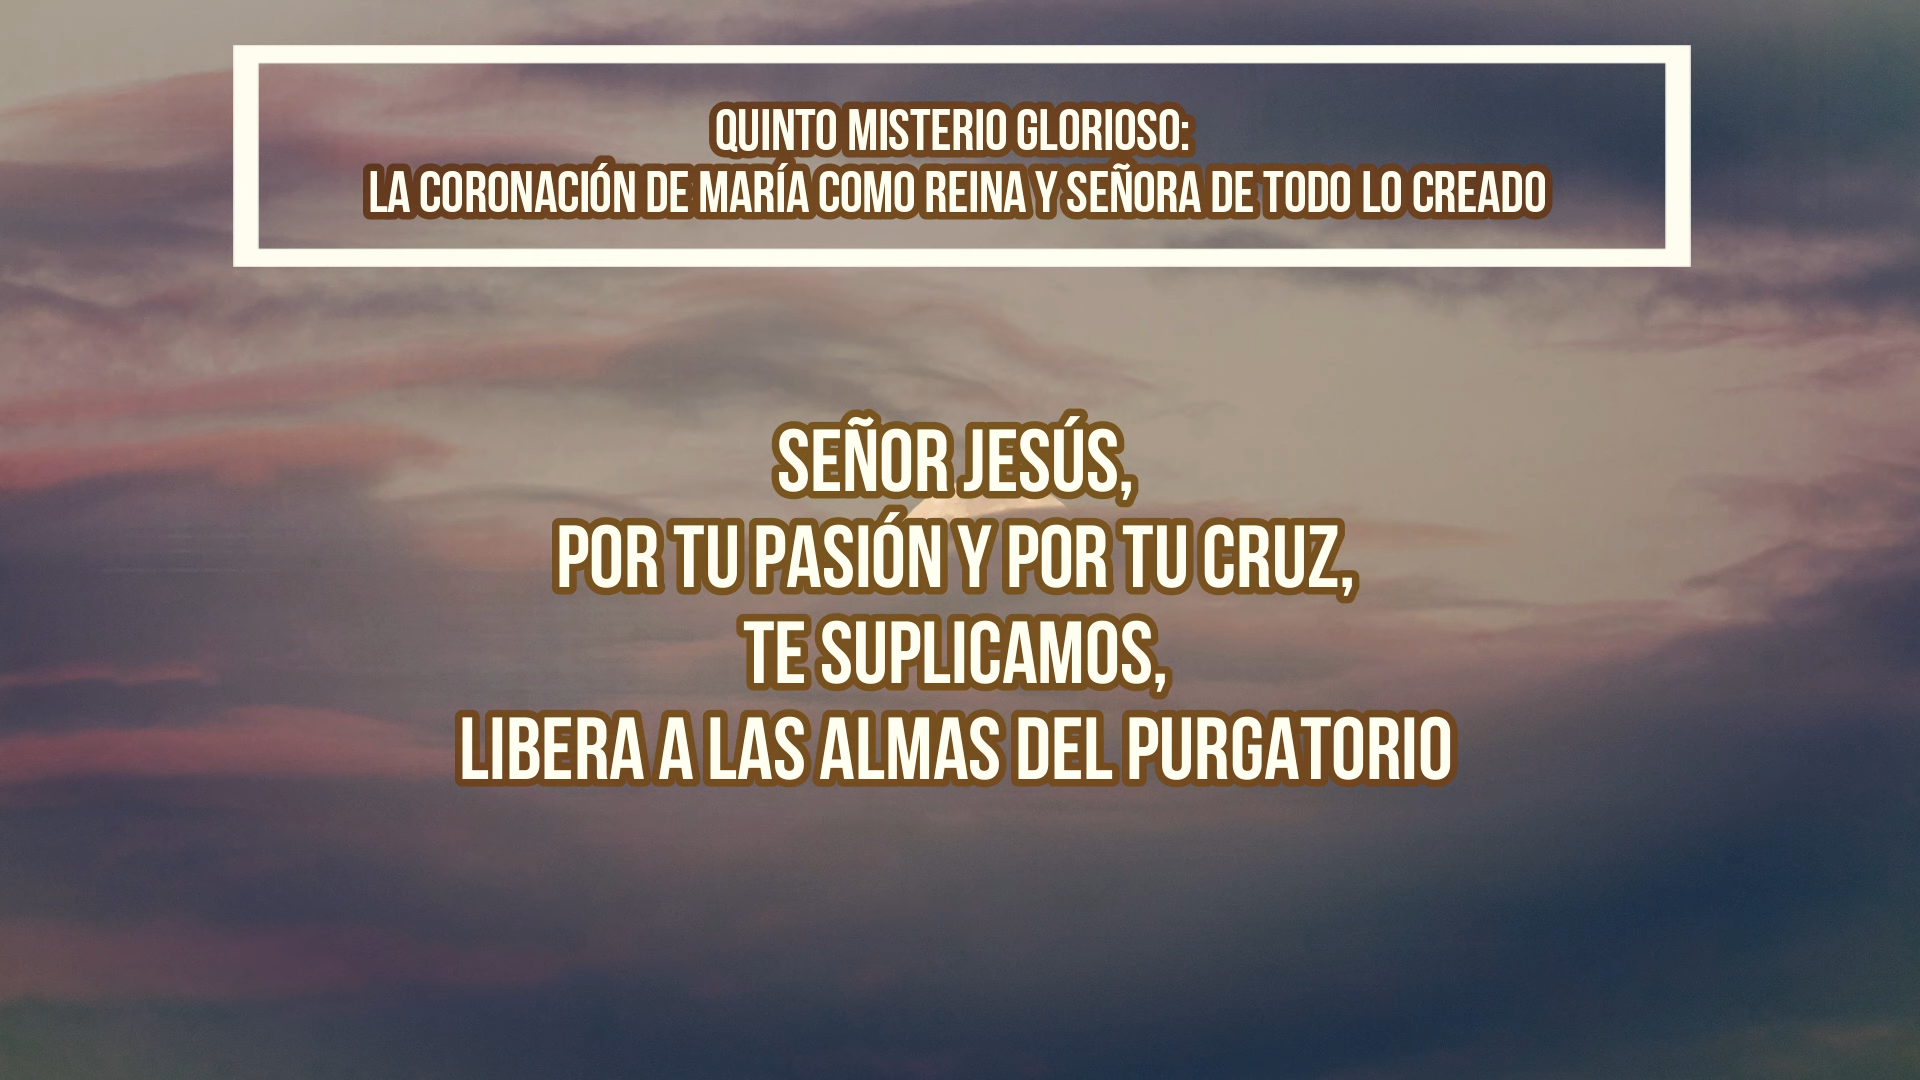 QUINTO MISTERIO GLORIOSO:
LA CORONACIÓN DE MARÍA COMO REINA Y SEÑORA DE TODO LO CREADO
SEÑOR JESÚS,
POR TU PASIÓN Y POR TU CRUZ,
TE SUPLICAMOS,
LIBERA A LAS ALMAS DEL PURGATORIO